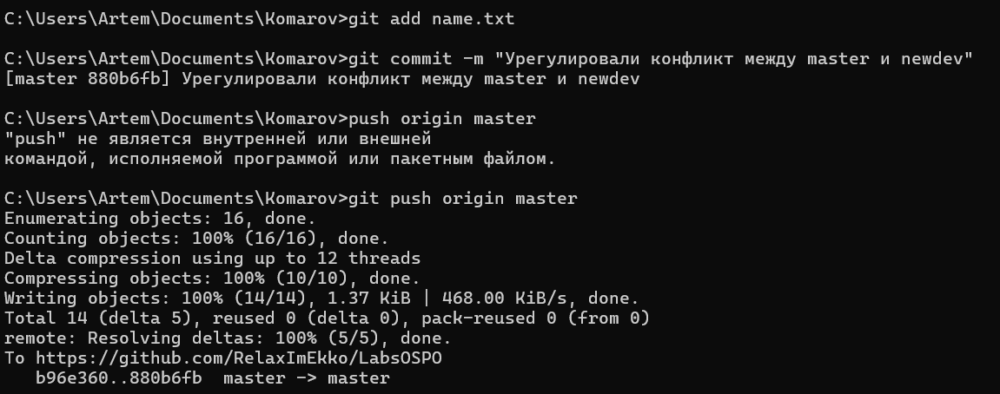 C:\Users\Artem\Documents\Komarov>git add name.txt
C:\Users\Artem\Documents\Komarov>git commit -m "Урегулировали конфликт между master и newdev"
[master 880b6fb] Урегулировали конфликт между master и newdev
C:\Users\Artem\Documents\Komarov>push origin master
"push" не является внутренней или внешней
командой, исполняемой программой или пакетным файлом.
C:\Users\Artem\Documents\Komarov>git push origin master
Enumerating objects: 16, done.
Counting objects: 100% (16/16), done.
Delta compression using up to 12 threads
Compressing objects: 100% (10/10), done.
Writing objects: 100% (14/14), 1.37 KiB | 468.00 KiB/s, done.
Total 14 (delta 5), reused 0 (delta 0), pack-reused 0 (from 0)
remote: Resolving deltas: 100% (5/5), done.
To https://github.com/RelaxImEkko/LabsOSPO
   b96e360..880b6fb  master -> master